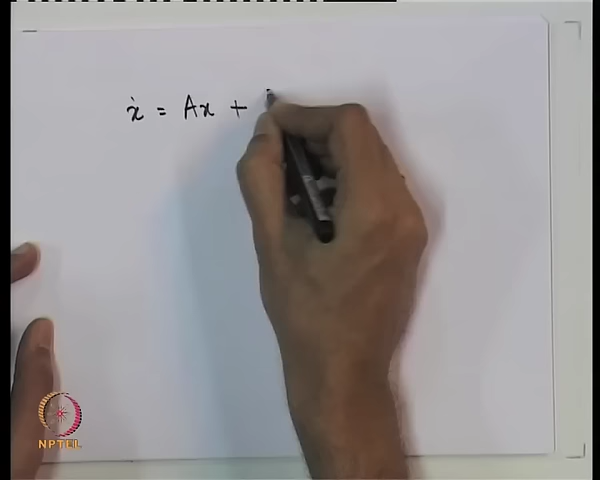 ẋ = Ax +
NPTEL